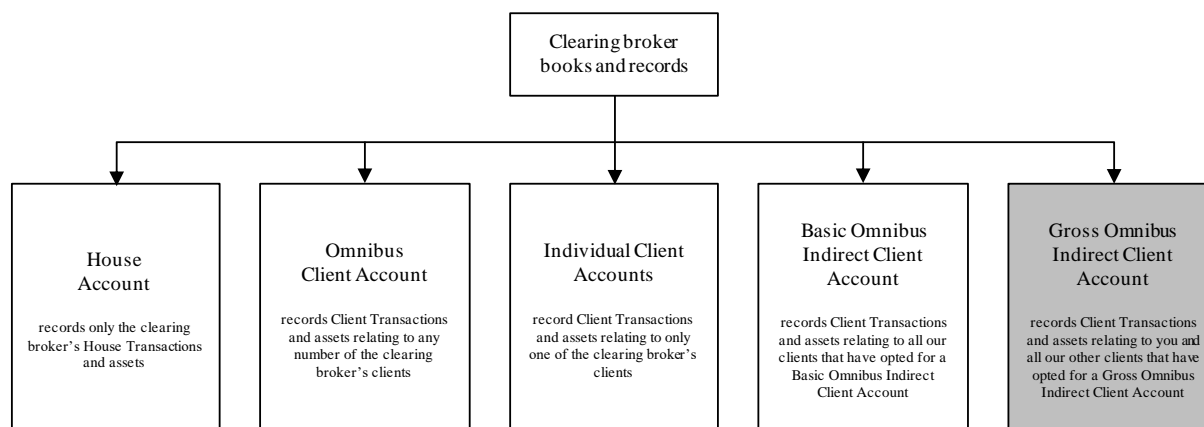 Clearing broker
books and records
House
Account
records only the clearing
broker's House Transactions
and assets
Omnibus
Client Account
records Client Transactions
and assets relating to any
number of the clearing
broker's clients
Individual Client
Accounts
record Client Transactions
and assets relating to only
one of the clearing broker's
clients
Basic Omnibus
Indirect Client
Account
records Client Transactions
and assets relating to all our
clients that have opted for a
Basic Omnibus Indirect
Client Account
Gross Omnibus
Indirect Client
Account
records Client Transactions
and assets relating to you and
all our other clients that have
opted for a Gross Omnibus
Indirect Client Account